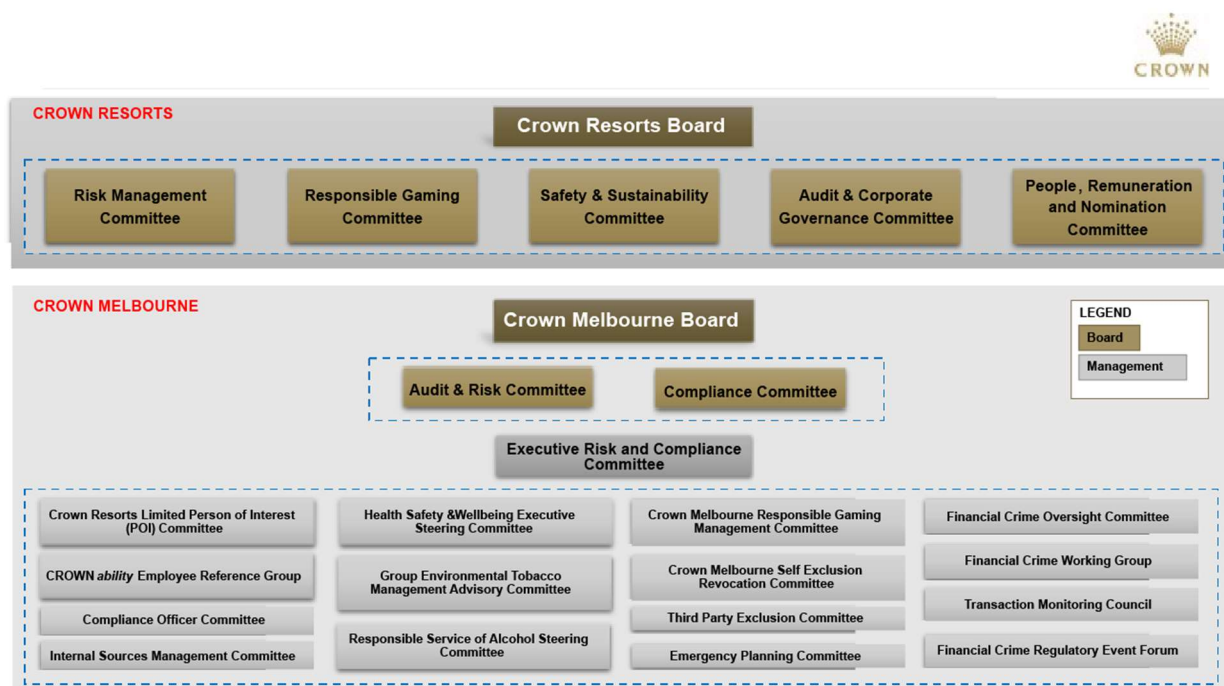 CROWN
CROWN RESORTS
Crown Resorts Board
Risk Management
Committee
Responsible Gaming
Committee
Safety & Sustainability
Committee
Audit & Corporate
Governance Committee
People, Remuneration
and Nomination
Committee
CROWN MELBOURNE
Crown Melbourne Board
LEGEND
Board
Management
Audit & Risk Committee
Compliance Committee
Executive Risk and Compliance
Committee
Crown Resorts Limited Person of Interest
(POI) Committee
CROWN ability Employee Reference Group
Compliance Officer Committee
Internal Sources Management Committee
Health Safety &Wellbeing Executive
Steering Committee
Group Environmental Tobacco
Management Advisory Committee
Responsible Service of Alcohol Steering
Committee
Crown Melbourne Responsible Gaming
Management Committee
Crown Melbourne Self Exclusion
Revocation Committee
Third Party Exclusion Committee
Emergency Planning Committee
Financial Crime Oversight Committee
Financial Crime Working Group
Transaction Monitoring Council
Financial Crime Regulatory Event Forum